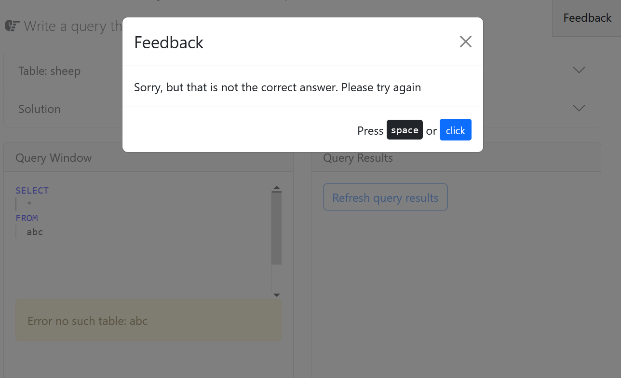 Write a query th
Feedback
Feedback
Sorry, but that is not the correct answer. Please try again
Press space or click
Table: sheep
Solution
Query Window
Query Results
SELECT
*
FROM
abc
Refresh query results
Error no such table: abc